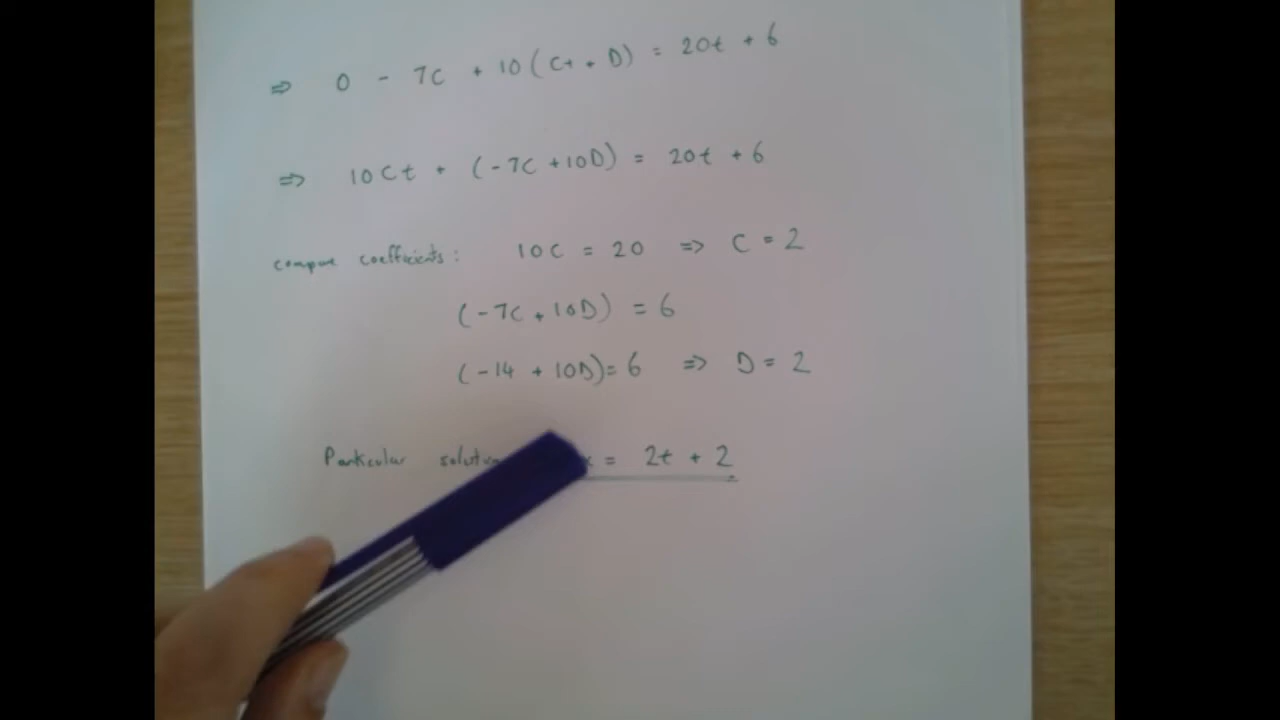 ⇒ 0 - 7C + 10(Ct + D) = 20t + 6
⇒ 10Ct + (-7C + 10D) = 20t + 6
compare coefficients: 10C = 20 ⇒ C = 2
(-7C + 10D) = 6
(-14 + 10D) = 6 ⇒ D = 2
Particular = 2t + 2